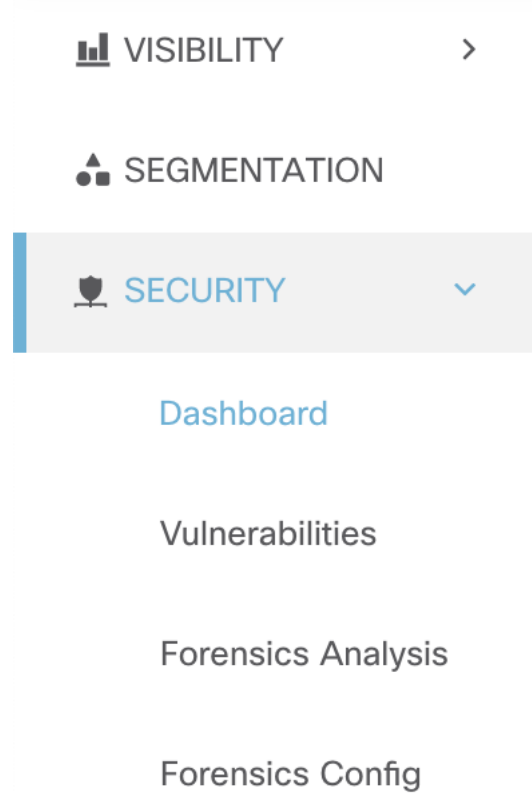 VISIBILITY
SEGMENTATION
SECURITY
Dashboard
Vulnerabilities
Forensics Analysis
Forensics Config